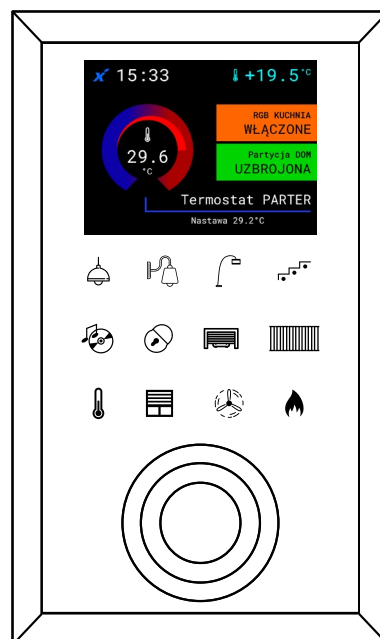 15:33
+19.5°C
RGB KUCHNIA
WŁĄCZONE
29.6
°C
Partycja DOM
UZBROJONA
Termostat PARTER
Nastawa 29.2°C